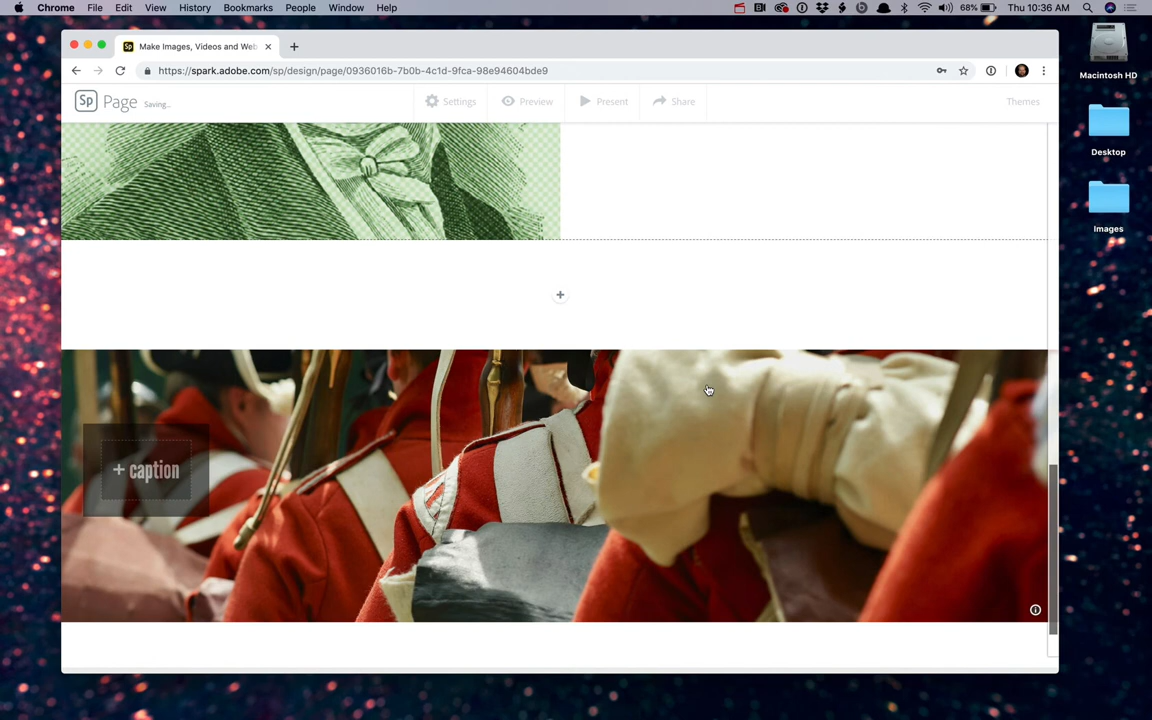 Chrome File Edit View History Bookmarks People Window Help 68% Thu 10:36 AM
Make Images, Videos and Web
https://spark.adobe.com/sp/design/page/0936016b-7b0b-4c1d-9fca-98e94604bde9
Sp Page Saving... Settings Preview Present Share Themes
Macintosh HD
Desktop
Images
+ caption